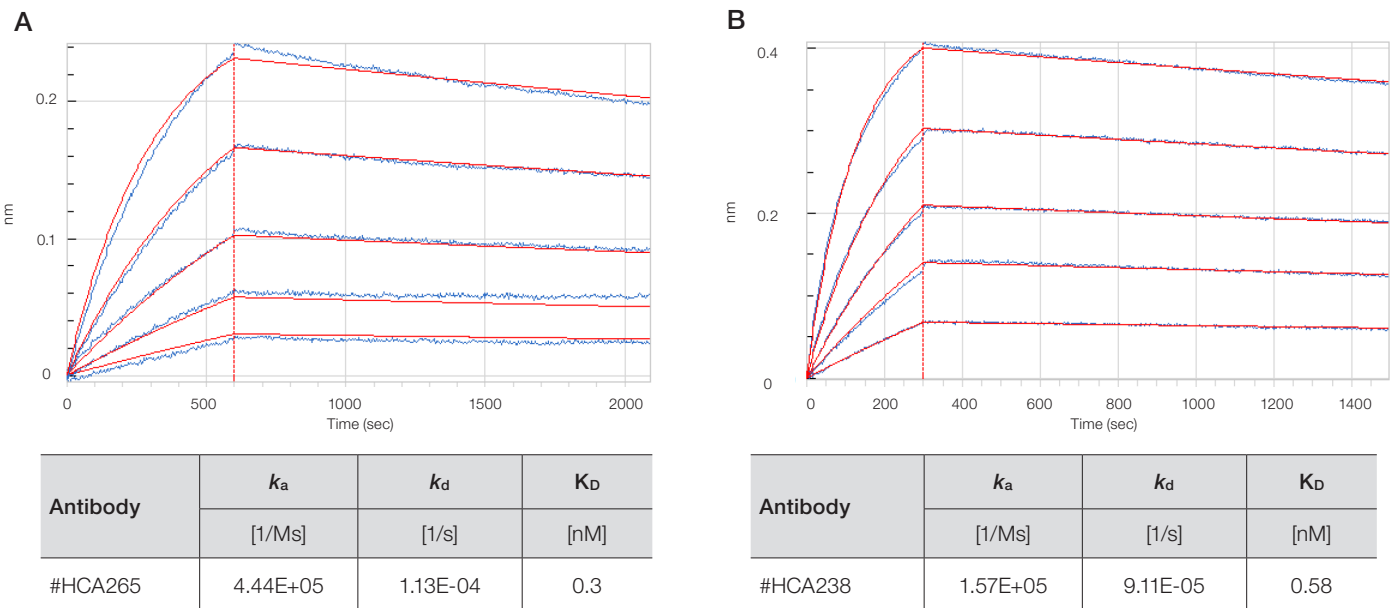 A
0.2
0.1
0
nm
0
500
1000
1500
2000
Time (sec)
Antibody
ka
kd
KD
[1/Ms]
[1/s]
[nM]
#HCA265
4.44E+05
1.13E-04
0.3
B
0.4
0.2
0
nm
0
200
400
600
800
1000
1200
1400
Time (sec)
Antibody
ka
kd
KD
[1/Ms]
[1/s]
[nM]
#HCA238
1.57E+05
9.11E-05
0.58